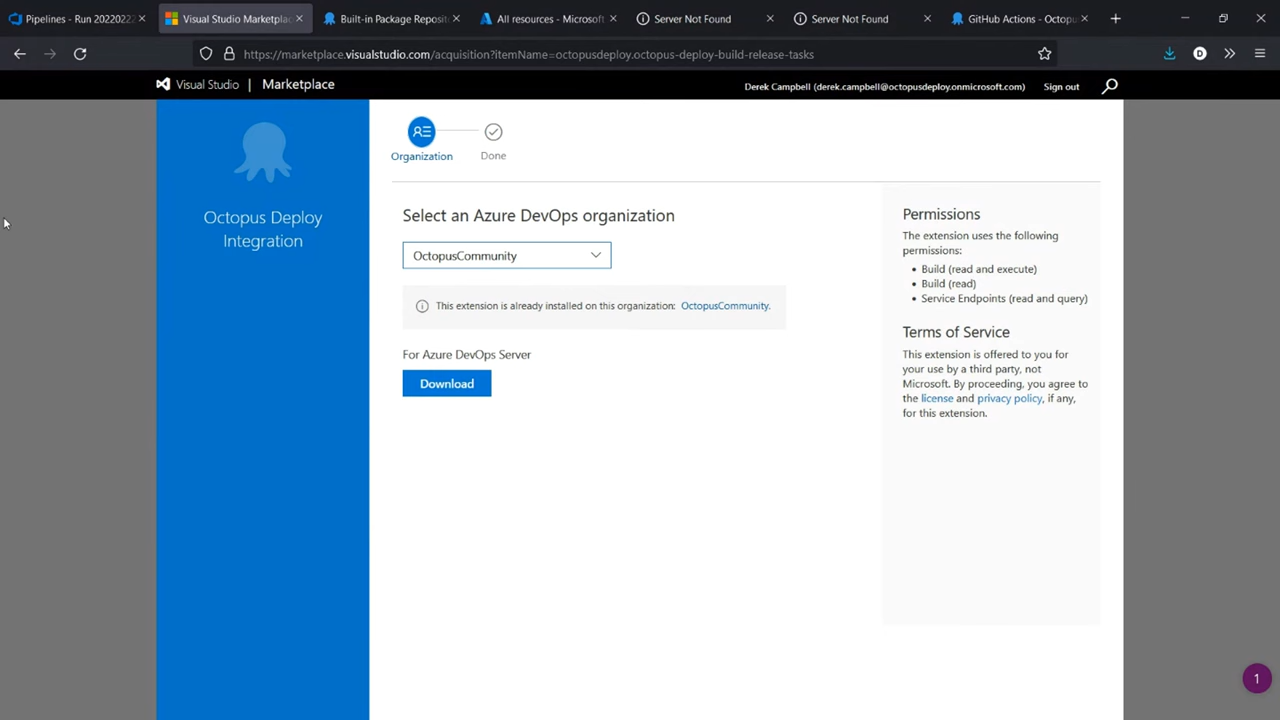 Pipelines - Run 20220222
Visual Studio Marketplac
Built-in Package Reposit
All resources - Microsoft
Server Not Found
Server Not Found
GitHub Actions - Octopu
https://marketplace.visualstudio.com/acquisition?itemName=octopusdeploy.octopus-deploy-build-release-tasks
D
Visual Studio | Marketplace
Derek Campbell (derek.campbell@octopusdeploy.onmicrosoft.com)
Sign out
Octopus Deploy
Integration
Organization
Done
Select an Azure DevOps organization
OctopusCommunity
This extension is already installed on this organization: OctopusCommunity.
For Azure DevOps Server
Download
Permissions
The extension uses the following
permissions:
• Build (read and execute)
• Build (read)
• Service Endpoints (read and query)
Terms of Service
This extension is offered to you for
your use by a third party, not
Microsoft. By proceeding, you agree to
the license and privacy policy, if any,
for this extension.
1